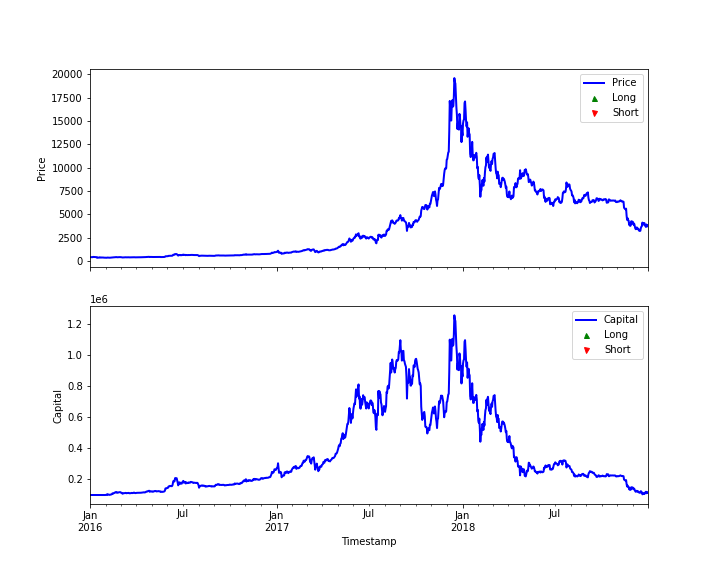 20000
17500
15000
12500
10000
7500
5000
2500
0
Price
Price
Long
Short
1e6
1.2
1.0
0.8
0.6
0.4
0.2
Capital
Capital
Long
Short
Jan Jul Jan Jul Jan Jul
2016 2017 2018
Timestamp